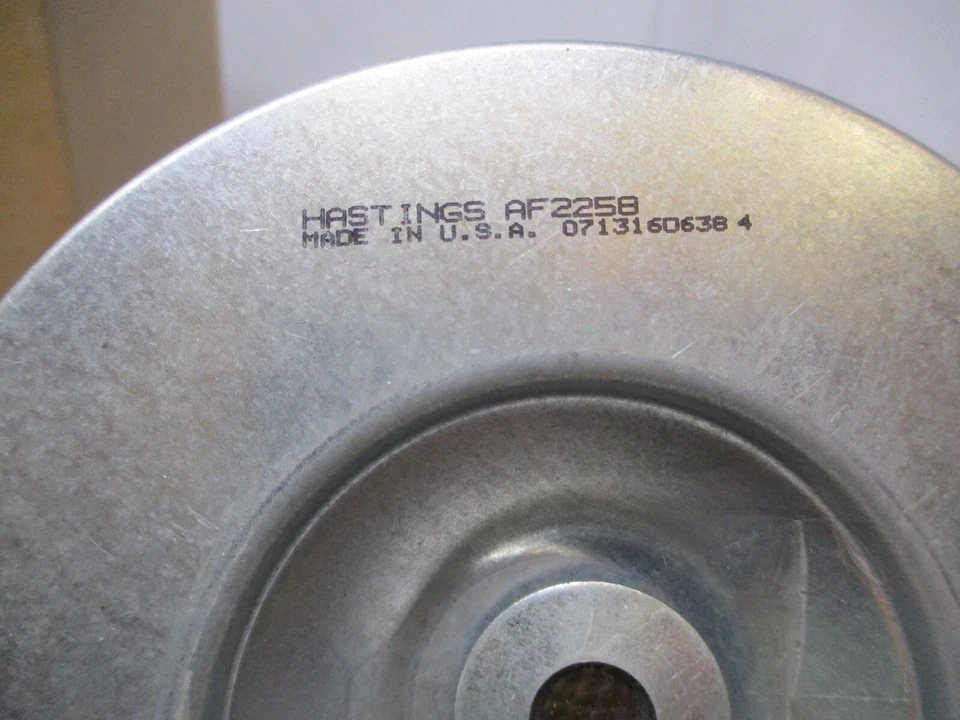 HASTINGS AF2258
MADE IN U.S.A. 0713160638 4